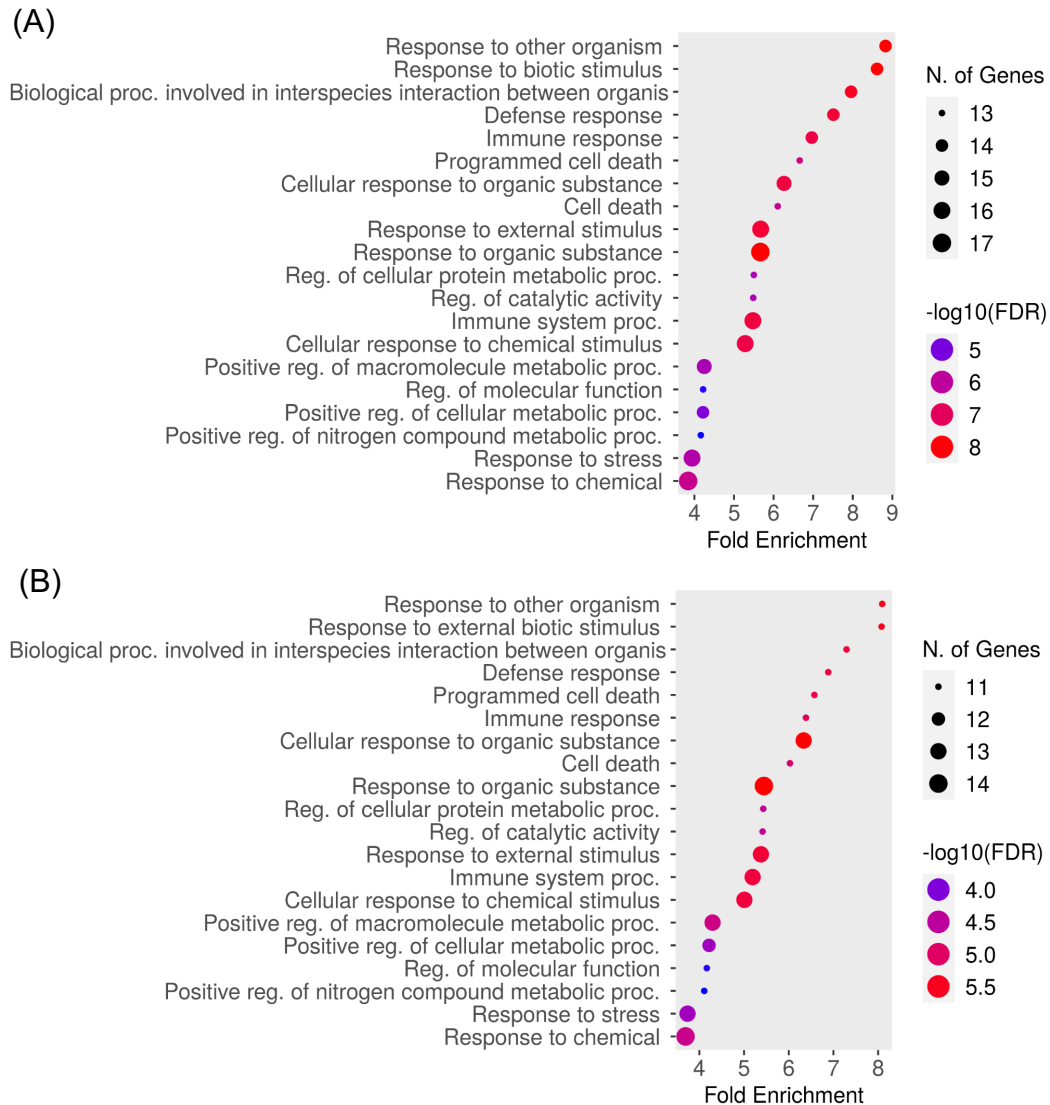 (A)
Response to other organism
Response to biotic stimulus
Biological proc. involved in interspecies interaction between organis
Defense response
Immune response
Programmed cell death
Cellular response to organic substance
Cell death
Response to external stimulus
Response to organic substance
Reg. of cellular protein metabolic proc.
Reg. of catalytic activity
Immune system proc.
Cellular response to chemical stimulus
Positive reg. of macromolecule metabolic proc.
Reg. of molecular function
Positive reg. of cellular metabolic proc.
Positive reg. of nitrogen compound metabolic proc.
Response to stress
Response to chemical
4 5 6 7 8 9
Fold Enrichment
N. of Genes
13
14
15
16
17
-log10(FDR)
5
6
7
8
(B)
Response to other organism
Response to external biotic stimulus
Biological proc. involved in interspecies interaction between organis
Defense response
Programmed cell death
Immune response
Cellular response to organic substance
Cell death
Response to organic substance
Reg. of cellular protein metabolic proc.
Reg. of catalytic activity
Response to external stimulus
Immune system proc.
Cellular response to chemical stimulus
Positive reg. of macromolecule metabolic proc.
Positive reg. of cellular metabolic proc.
Reg. of molecular function
Positive reg. of nitrogen compound metabolic proc.
Response to stress
Response to chemical
4 5 6 7 8
Fold Enrichment
N. of Genes
11
12
13
14
-log10(FDR)
4.0
4.5
5.0
5.5